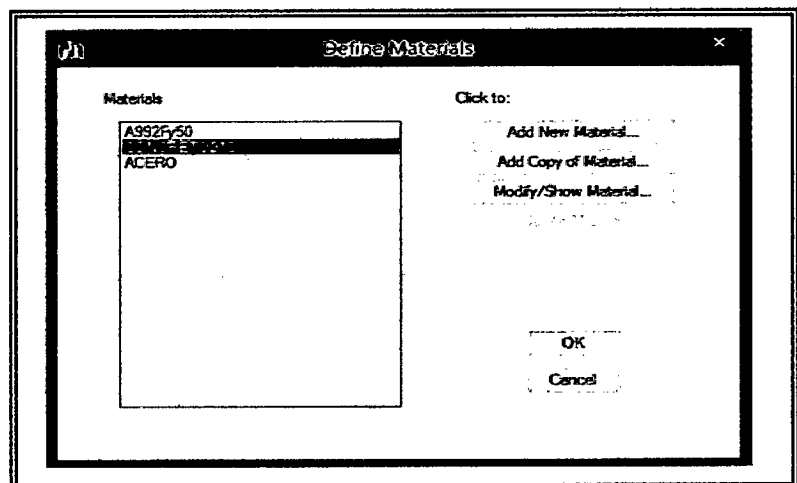 Define Materials
Materials
A992Fy50
ACERO
Click to:
Add New Material...
Add Copy of Material...
Modify/Show Material...
OK
Cancel